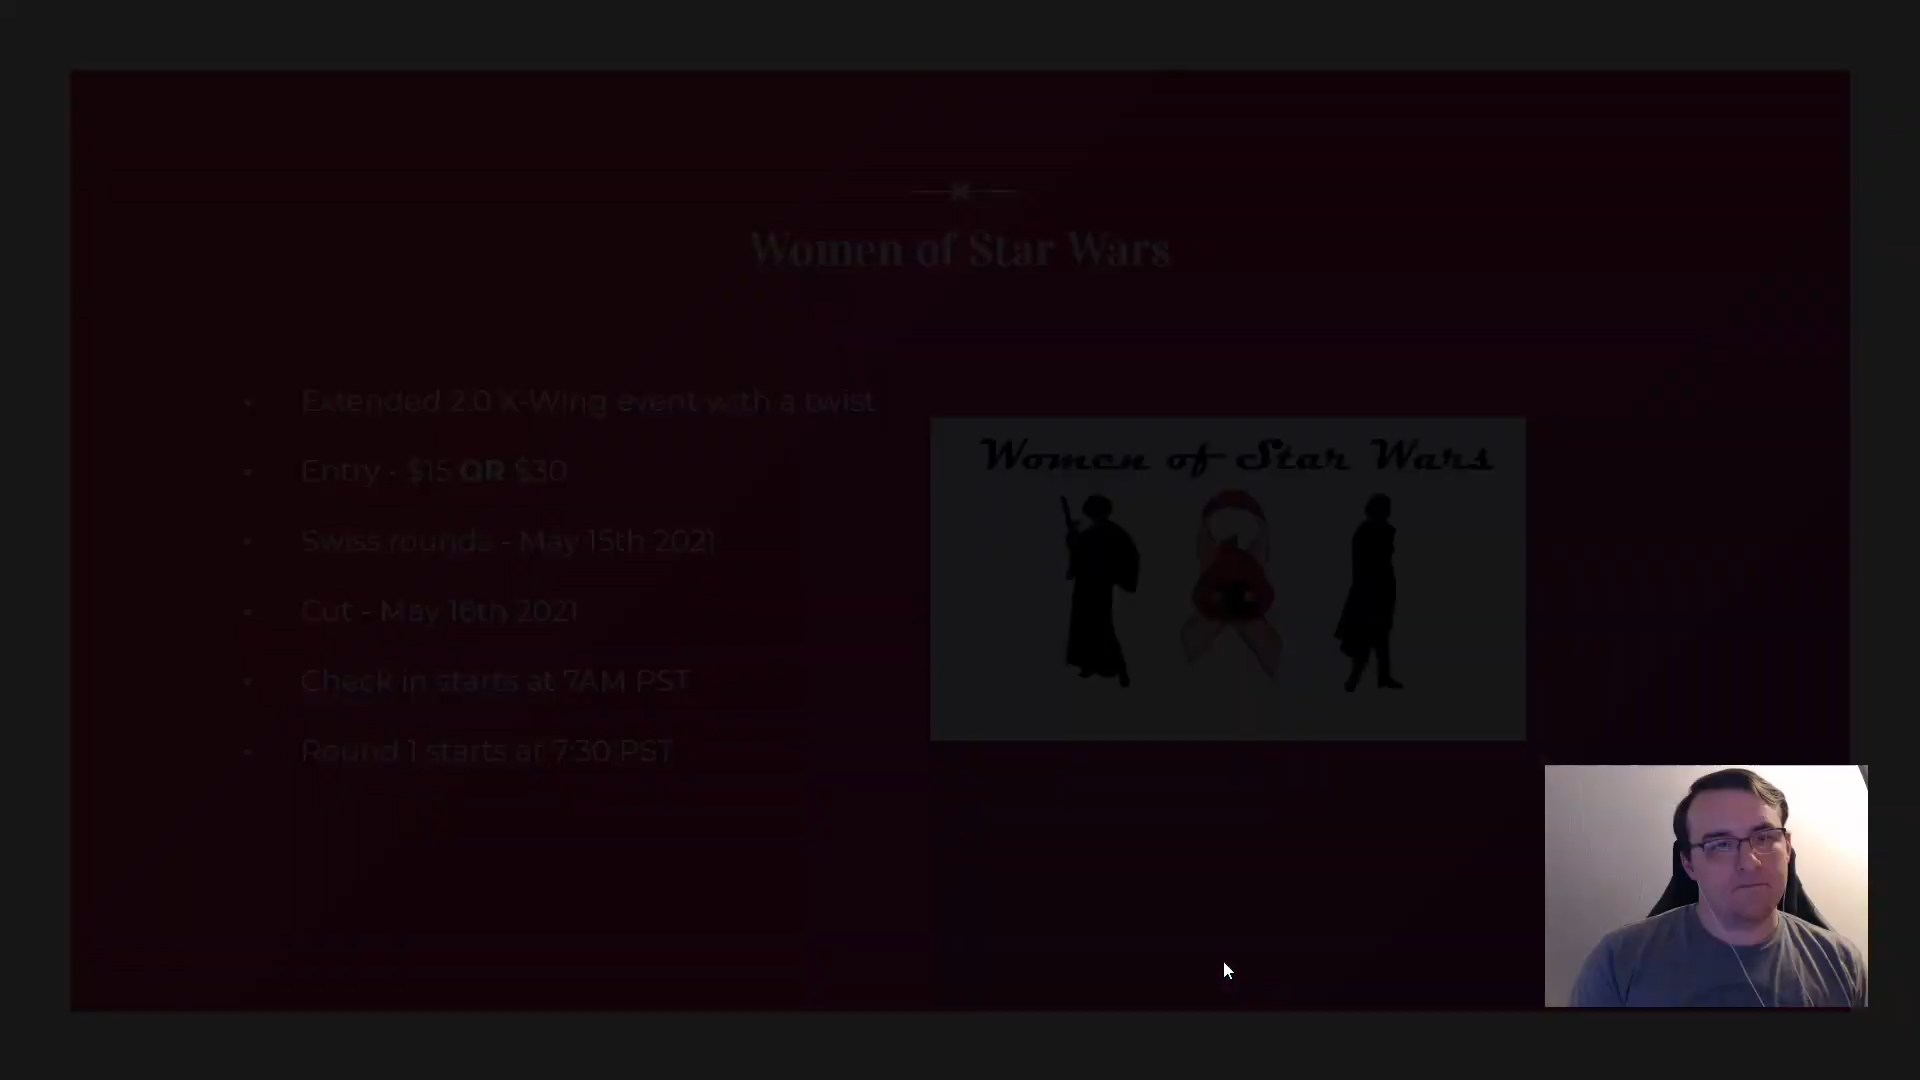 Women of Star Wars
Extended 2.0 X-Wing event with a twist
Entry - $15 OR $30
Swiss rounds - May 15th 2021
Cut - May 16th 2021
Check in starts at 7AM PST
Round 1 starts at 7:30 PST
Women of Star Wars